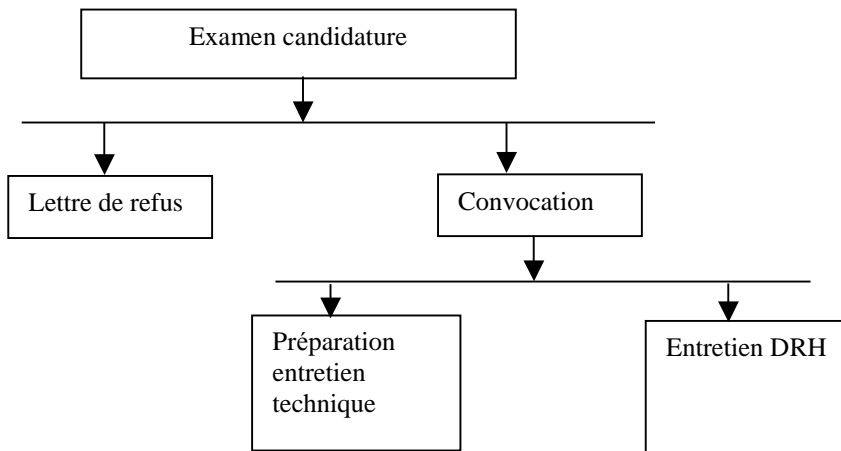 Examen candidature
Lettre de refus
Convocation
Préparation
entretien
technique
Entretien DRH